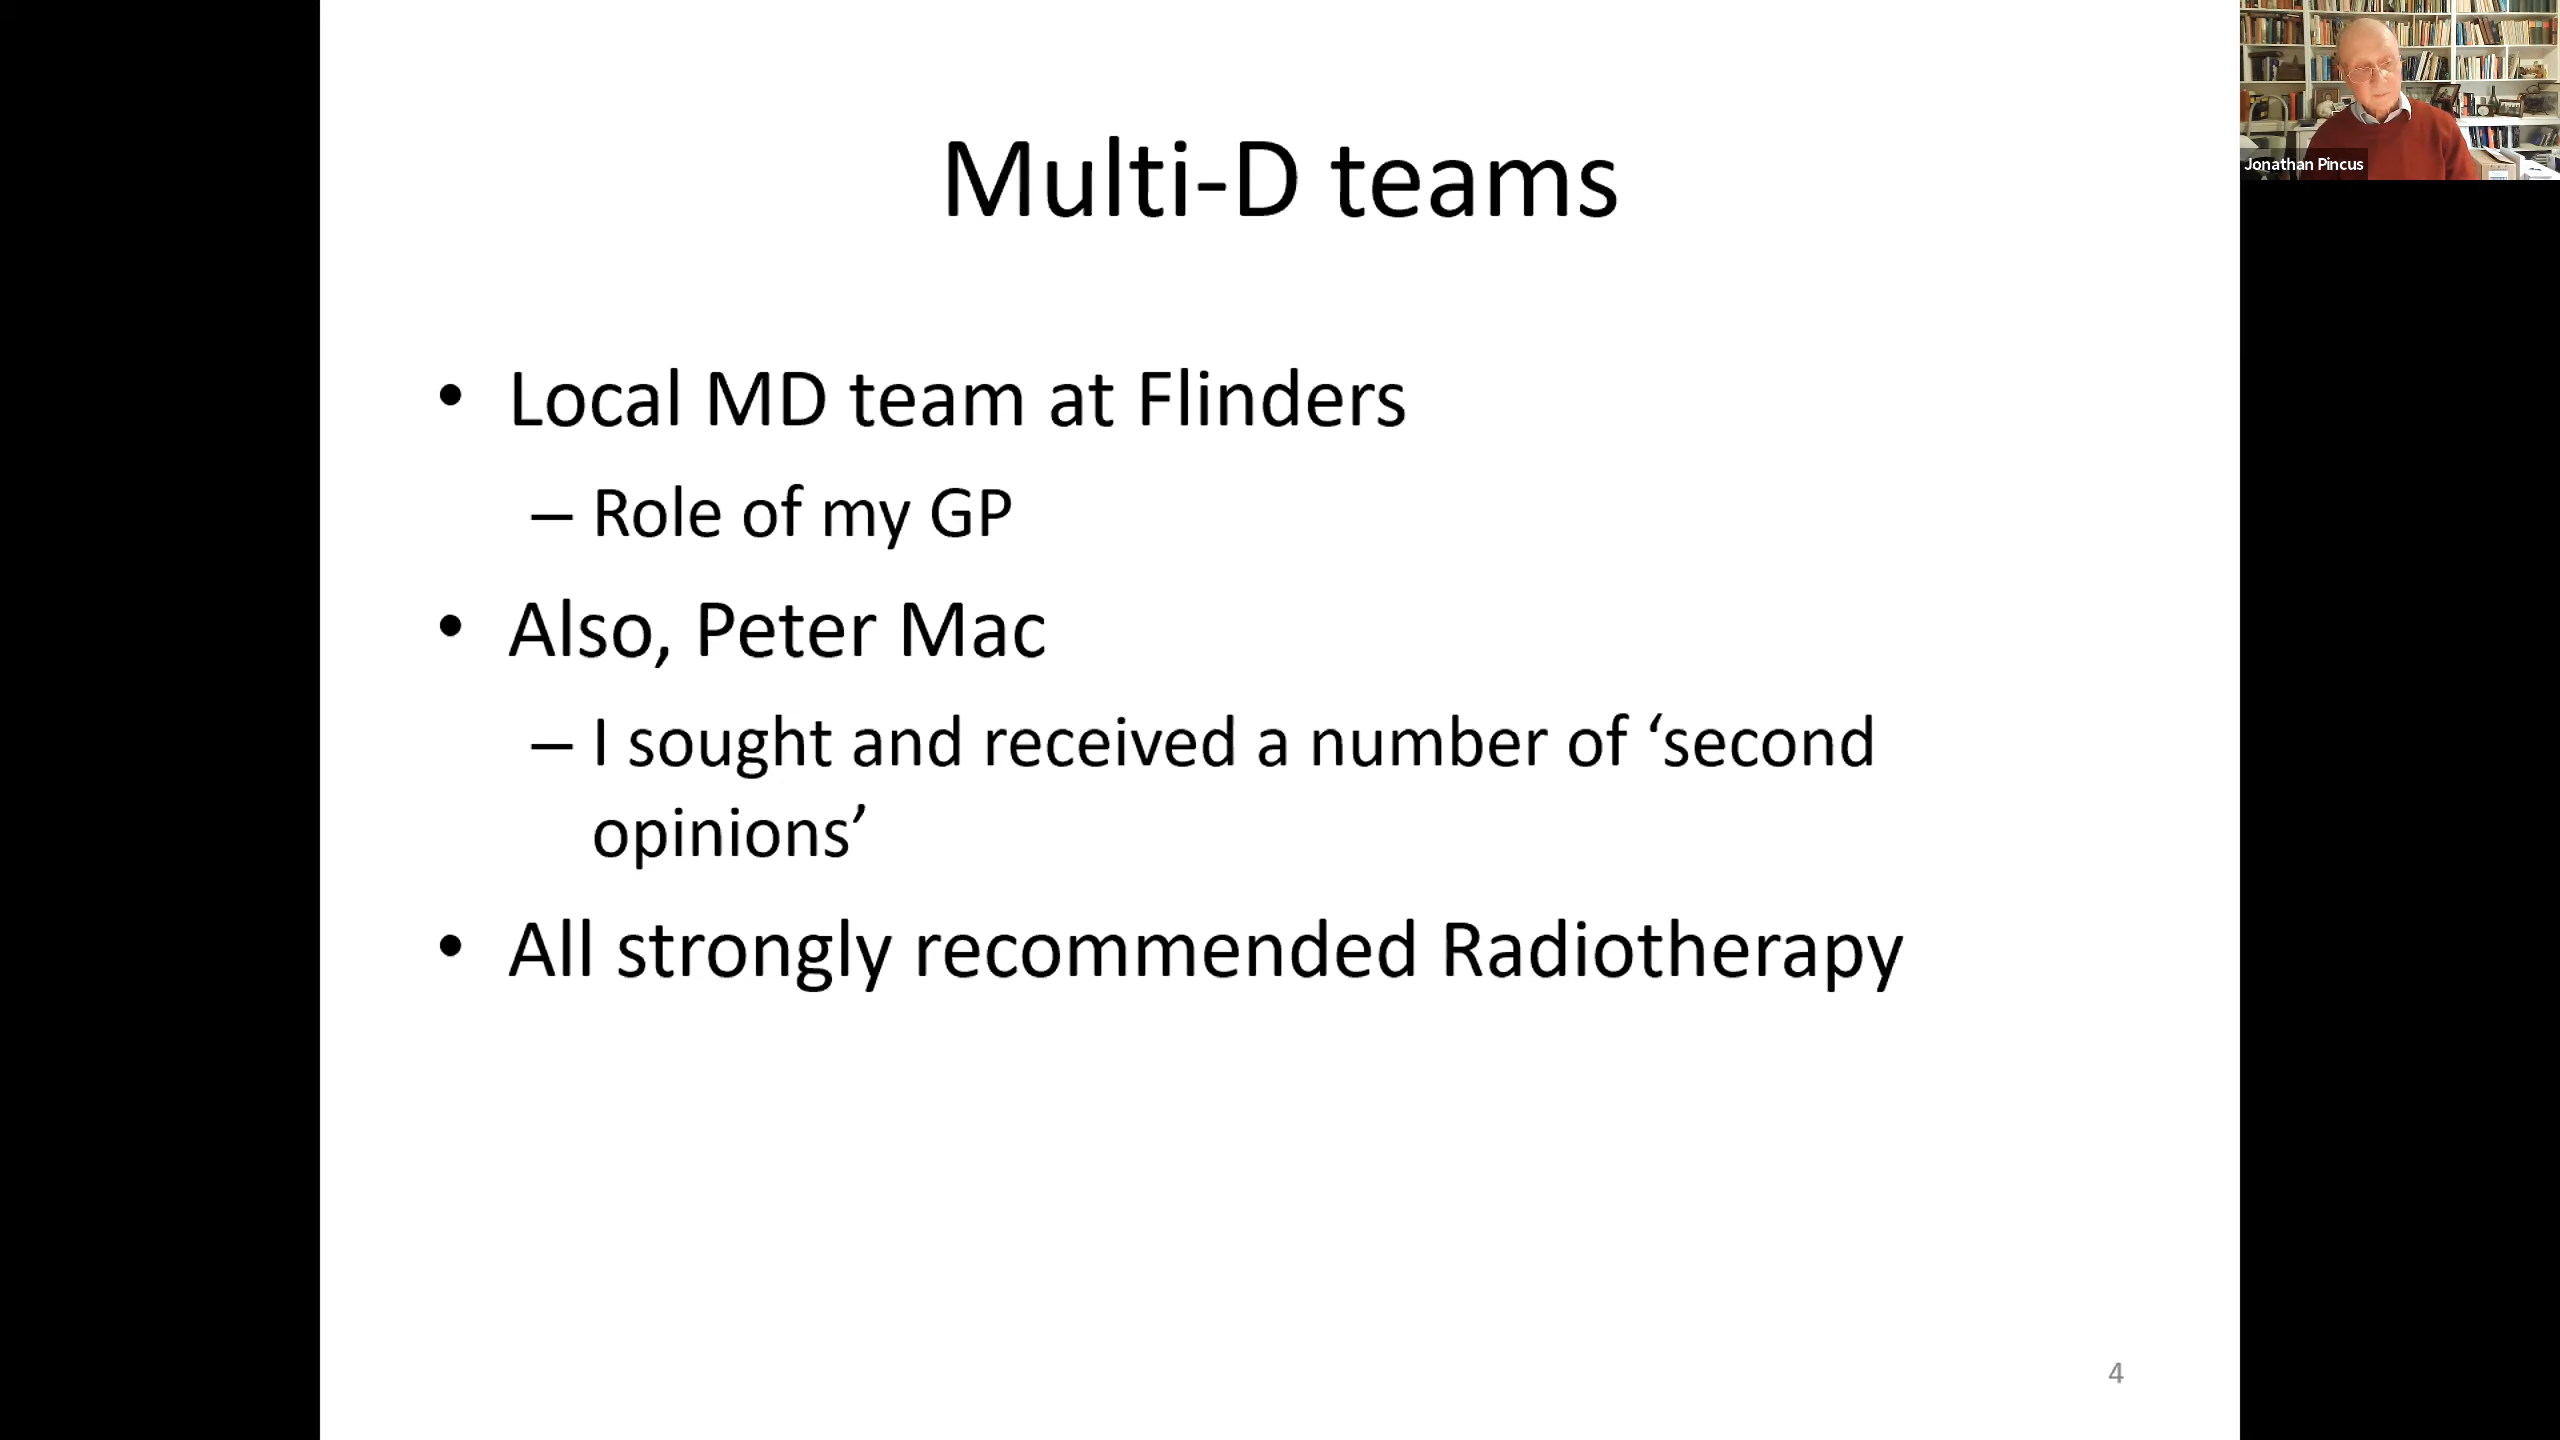 Multi-D teams
• Local MD team at Flinders
– Role of my GP
• Also, Peter Mac
– I sought and received a number of ‘second
opinions’
• All strongly recommended Radiotherapy
4
Jonathan Pincus